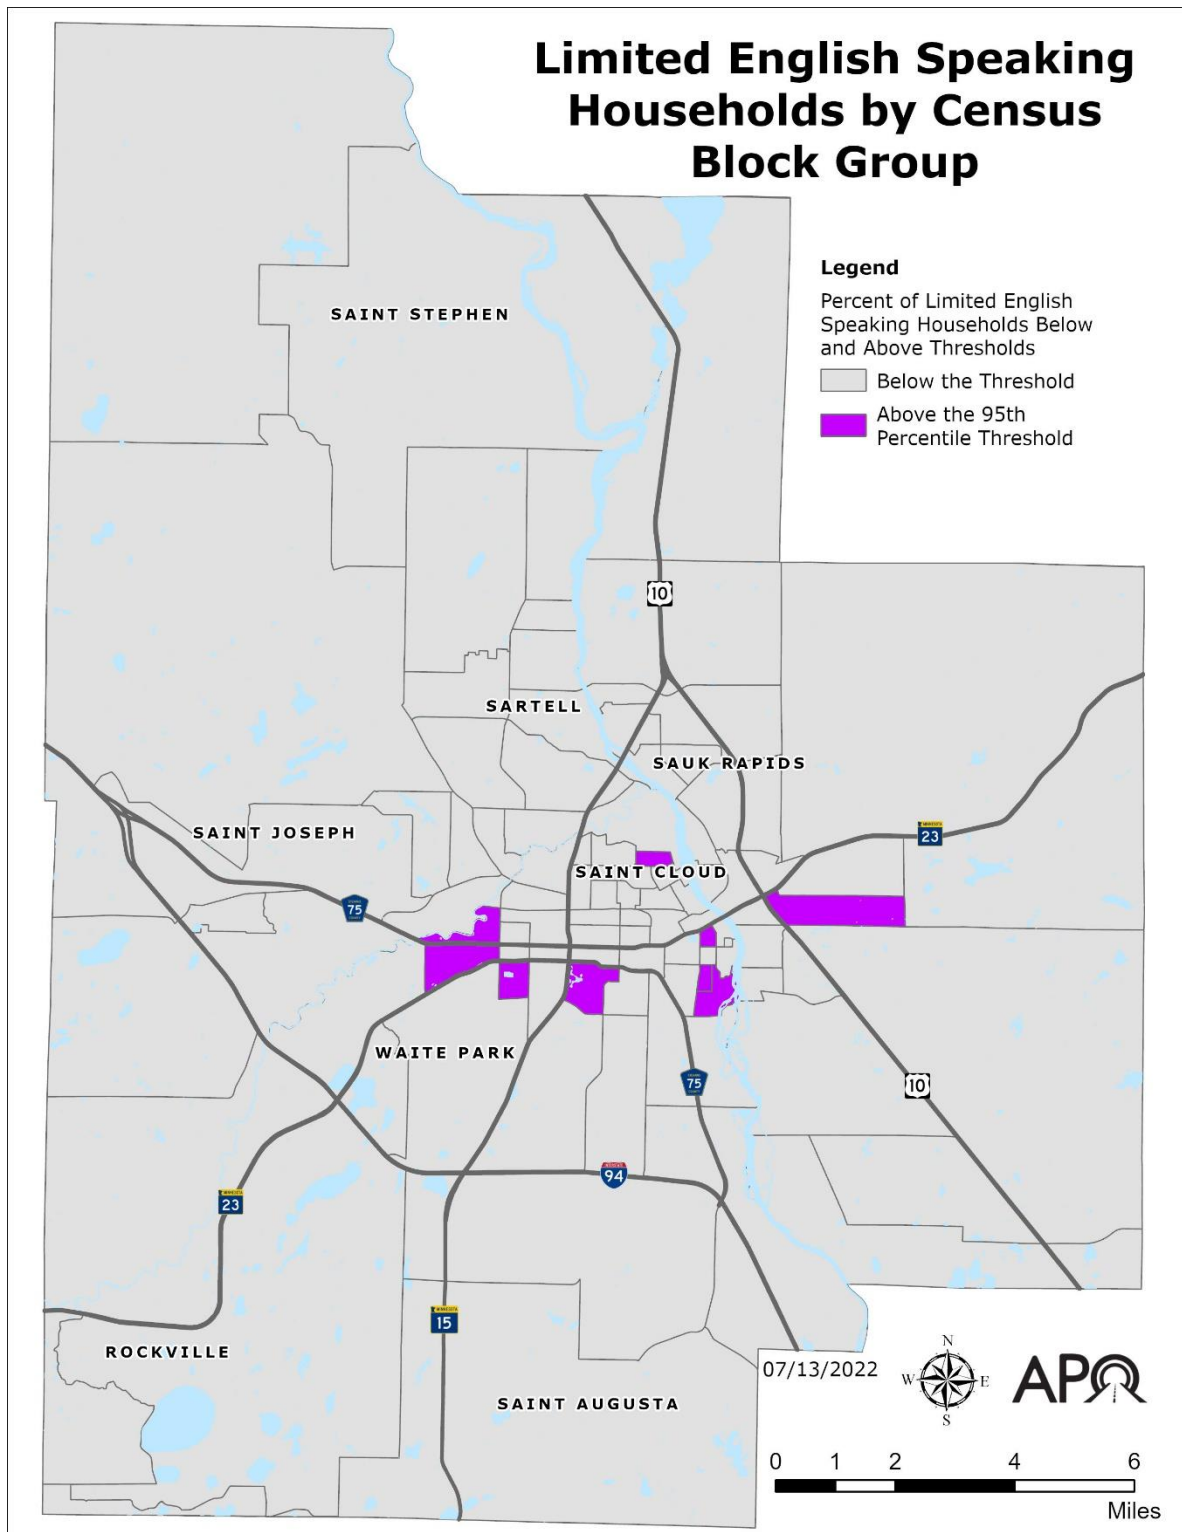 Limited English Speaking
Households by Census
Block Group
Legend
Percent of Limited English
Speaking Households Below
and Above Thresholds
Below the Threshold
Above the 95th
Percentile Threshold
SAINT STEPHEN
10
SARTELL
SAUK RAPIDS
SAINT JOSEPH
MINNESOTA
23
SAINT CLOUD
75
WAITE PARK
75
10
94
MINNESOTA
23
MINNESOTA
15
ROCKVILLE
SAINT AUGUSTA
07/13/2022
N
W
E
S
APO
0 1 2 4 6
Miles